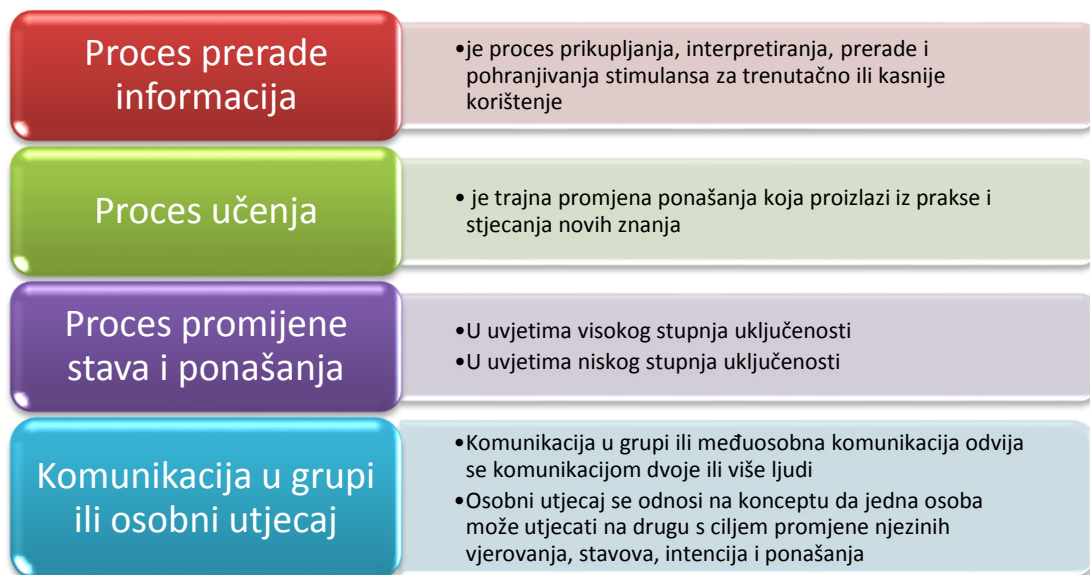 Proces prerade
informacija
•je proces prikupljanja, interpretiranja, prerade i
pohranjivanja stimulansa za trenutačno ili kasnije
korištenje
Proces učenja
• je trajna promjena ponašanja koja proizlazi iz prakse i
stjecanja novih znanja
Proces promijene
stava i ponašanja
•U uvjetima visokog stupnja uključenosti
•U uvjetima niskog stupnja uključenosti
Komunikacija u grupi
ili osobni utjecaj
•Komunikacija u grupi ili međuosobna komunikacija odvija
se komunikacijom dvoje ili više ljudi
•Osobni utjecaj se odnosi na konceptu da jedna osoba
može utjecati na drugu s ciljem promjene njezinih
vjerovanja, stavova, intencija i ponašanja